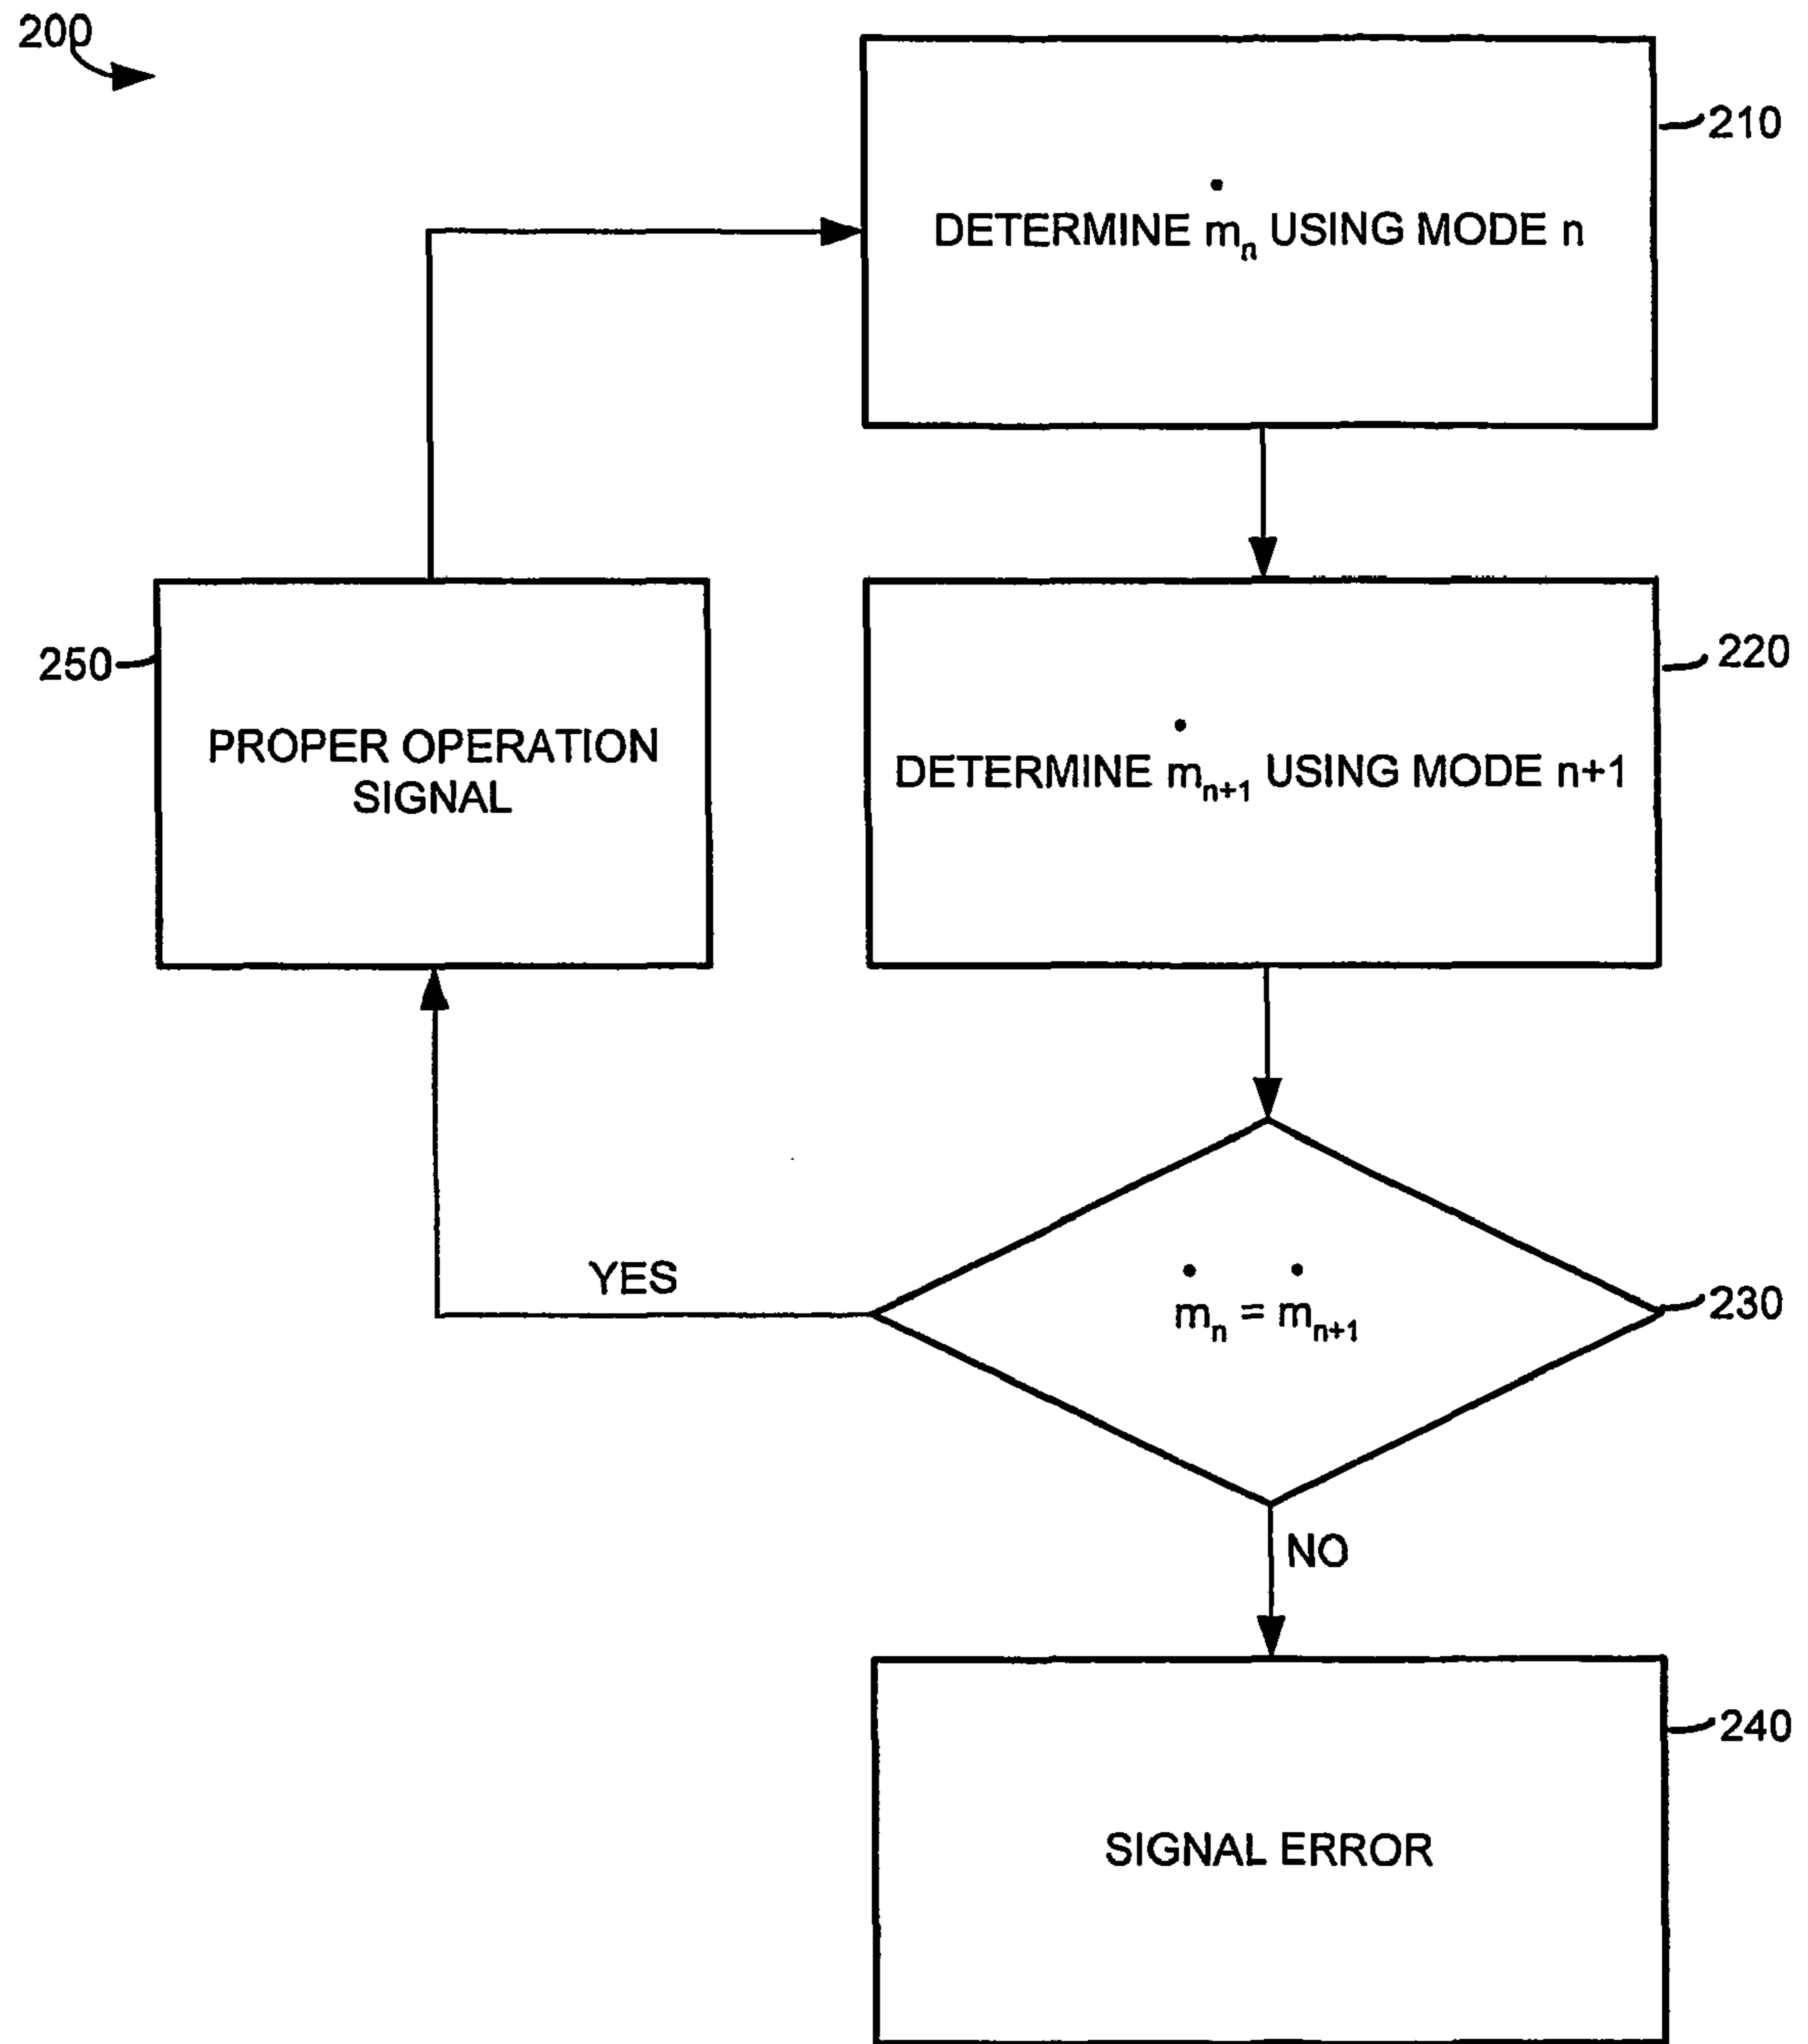 200
210
DETERMINE ṁₙ USING MODE n
250
220
PROPER OPERATION
SIGNAL
DETERMINE ṁₙ₊₁ USING MODE n+1
YES
ṁₙ = ṁₙ₊₁
230
NO
240
SIGNAL ERROR